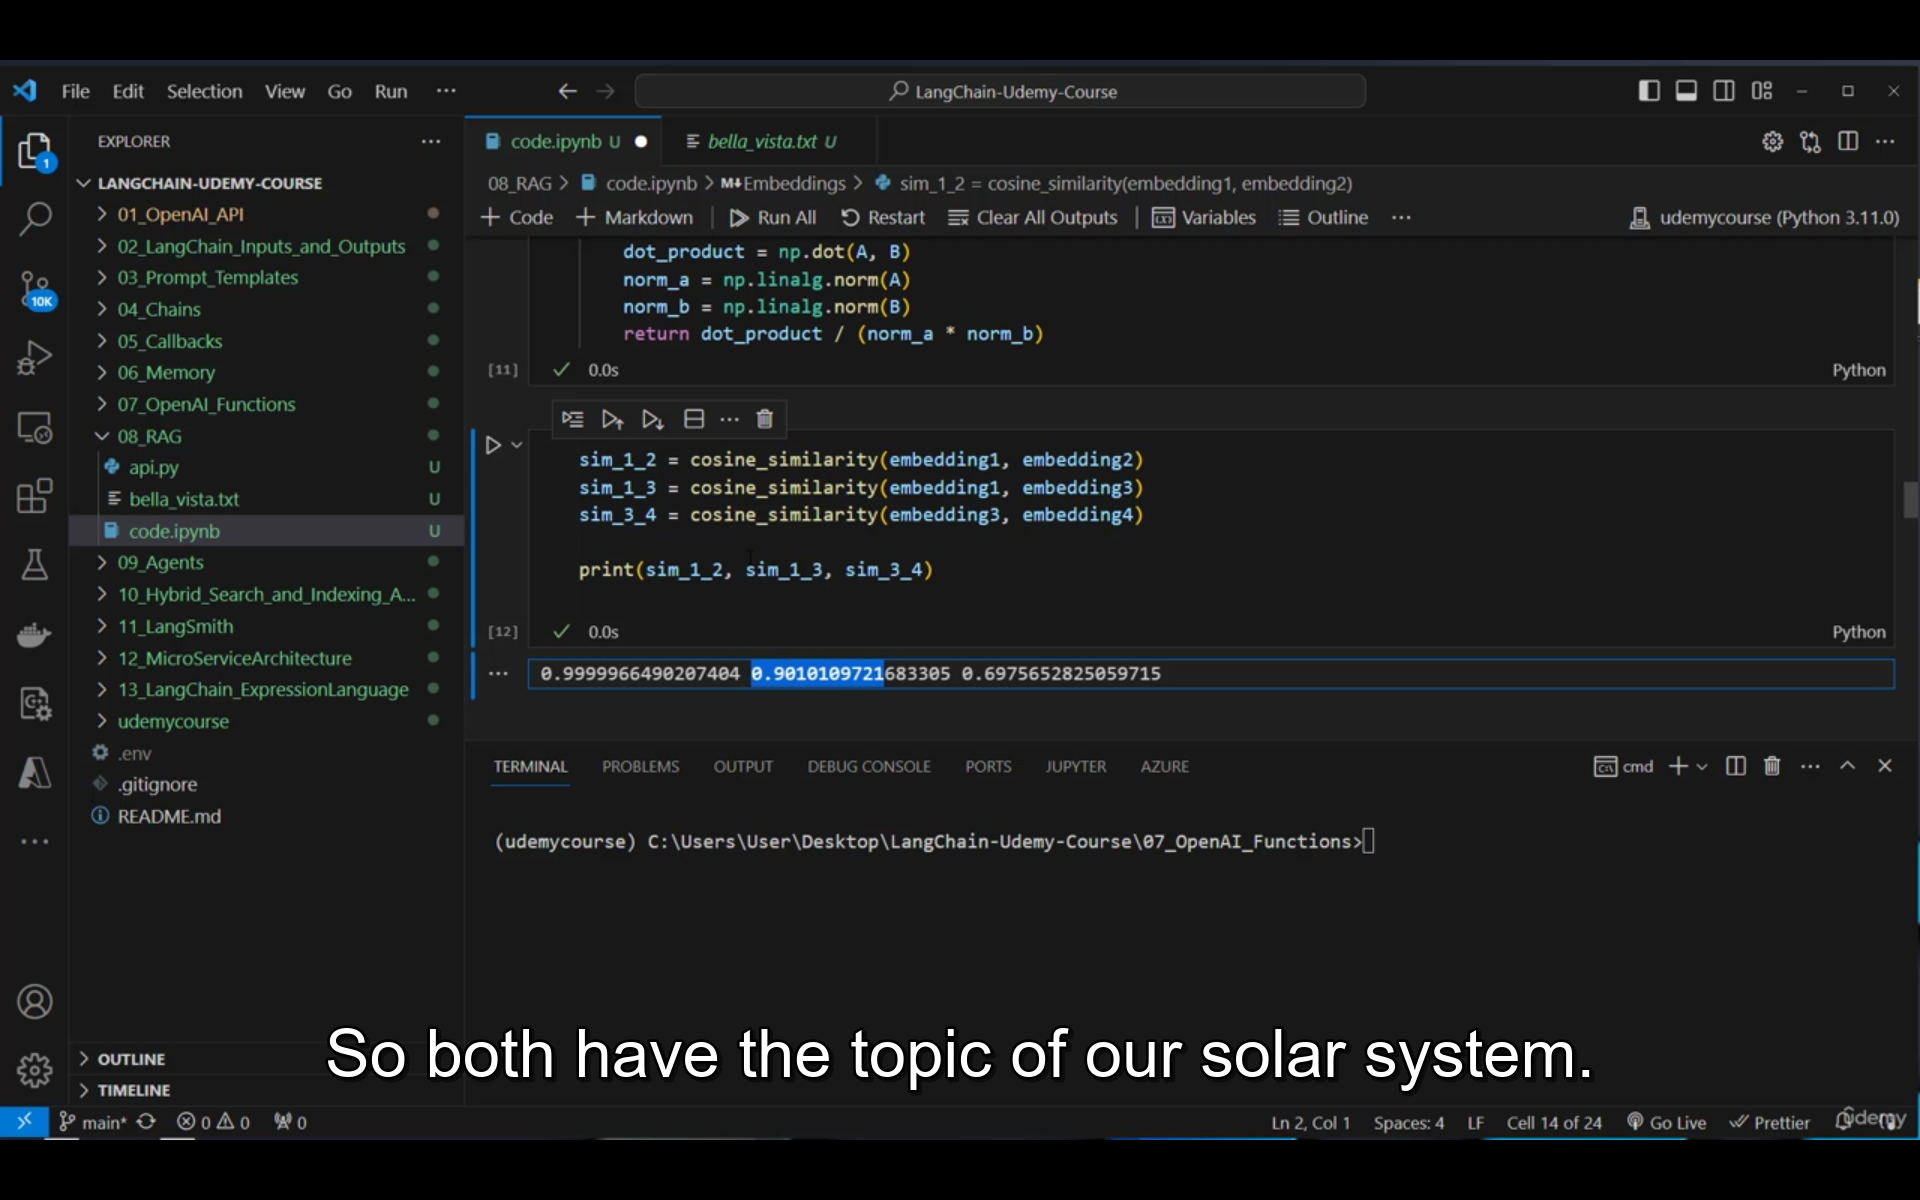 File Edit Selection View Go Run ··· LangChain-Udemy-Course
EXPLORER ···
1
10K
LANGCHAIN-UDEMY-COURSE
01_OpenAI_API
02_LangChain_Inputs_and_Outputs
03_Prompt_Templates
04_Chains
05_Callbacks
06_Memory
07_OpenAI_Functions
08_RAG
api.py U
bella_vista.txt U
code.ipynb U
09_Agents
10_Hybrid_Search_and_Indexing_A...
11_LangSmith
12_MicroServiceArchitecture
13_LangChain_ExpressionLanguage
udemycourse
.env
.gitignore
README.md
OUTLINE
TIMELINE
code.ipynb U bella_vista.txt U
08_RAG > code.ipynb > M↓Embeddings > sim_1_2 = cosine_similarity(embedding1, embedding2)
+ Code + Markdown | Run All Restart Clear All Outputs | Variables Outline ··· udemycourse (Python 3.11.0)
dot_product = np.dot(A, B)
norm_a = np.linalg.norm(A)
norm_b = np.linalg.norm(B)
return dot_product / (norm_a * norm_b)
[11] ✓ 0.0s Python
sim_1_2 = cosine_similarity(embedding1, embedding2)
sim_1_3 = cosine_similarity(embedding1, embedding3)
sim_3_4 = cosine_similarity(embedding3, embedding4)
print(sim_1_2, sim_1_3, sim_3_4)
[12] ✓ 0.0s Python
0.9999966490207404 0.9010109721683305 0.6975652825059715
TERMINAL PROBLEMS OUTPUT DEBUG CONSOLE PORTS JUPYTER AZURE cmd
(udemycourse) C:\Users\User\Desktop\LangChain-Udemy-Course\07_OpenAI_Functions>
So both have the topic of our solar system.
main* 0 0 0 Ln 2, Col 1 Spaces: 4 LF Cell 14 of 24 Go Live Prettier Udemy